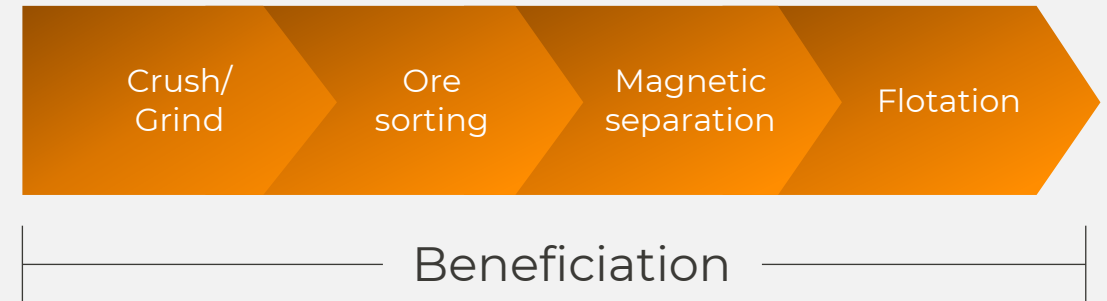 Crush/
Grind
Ore
sorting
Magnetic
separation
Flotation
Beneficiation